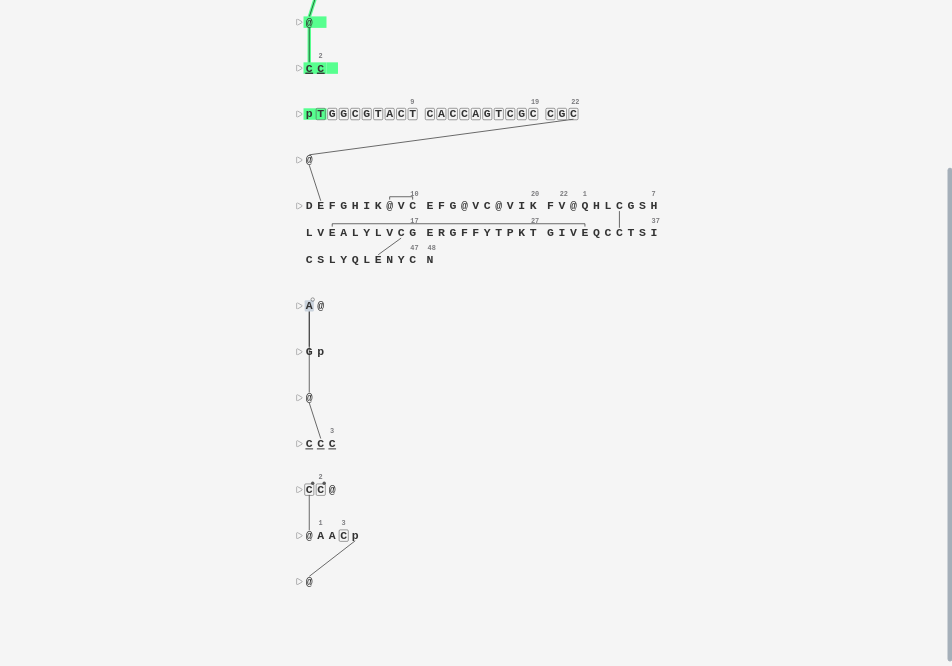 @
2
C C
9 19 22
p T G G C G T A C T C A C C A G T C G C C G C
@
10 20 22 1 7
D E F G H I K @ V C E F G @ V C @ V I K F V @ Q H L C G S H
17 27 37
L V E A L Y L V C G E R G F F Y T P K T G I V E Q C C T S I
47 48
C S L Y Q L E N Y C N
A @
G p
@
3
C C C
2
C C @
1 3
@ A A C p
@